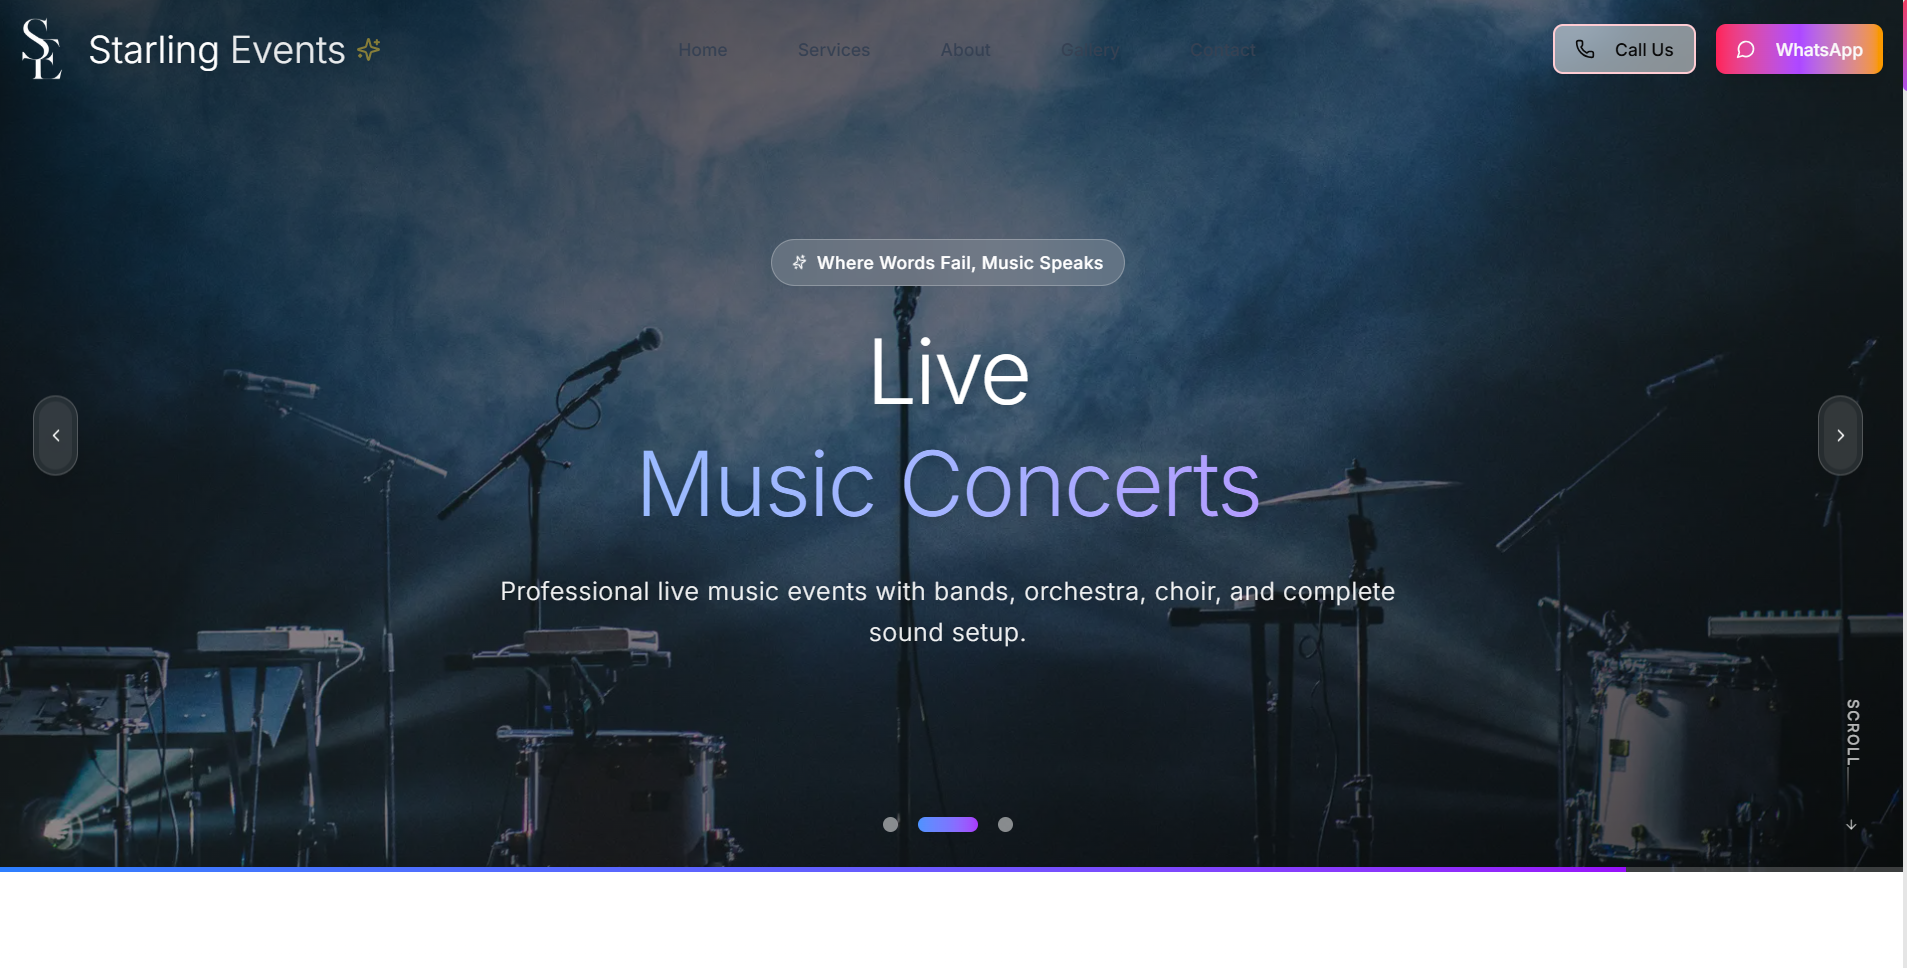 SL
Starling Events
Home
Services
About
Gallery
Contact
Call Us
WhatsApp
Where Words Fail, Music Speaks
Live
Music Concerts
Professional live music events with bands, orchestra, choir, and complete
sound setup.
SCROLL